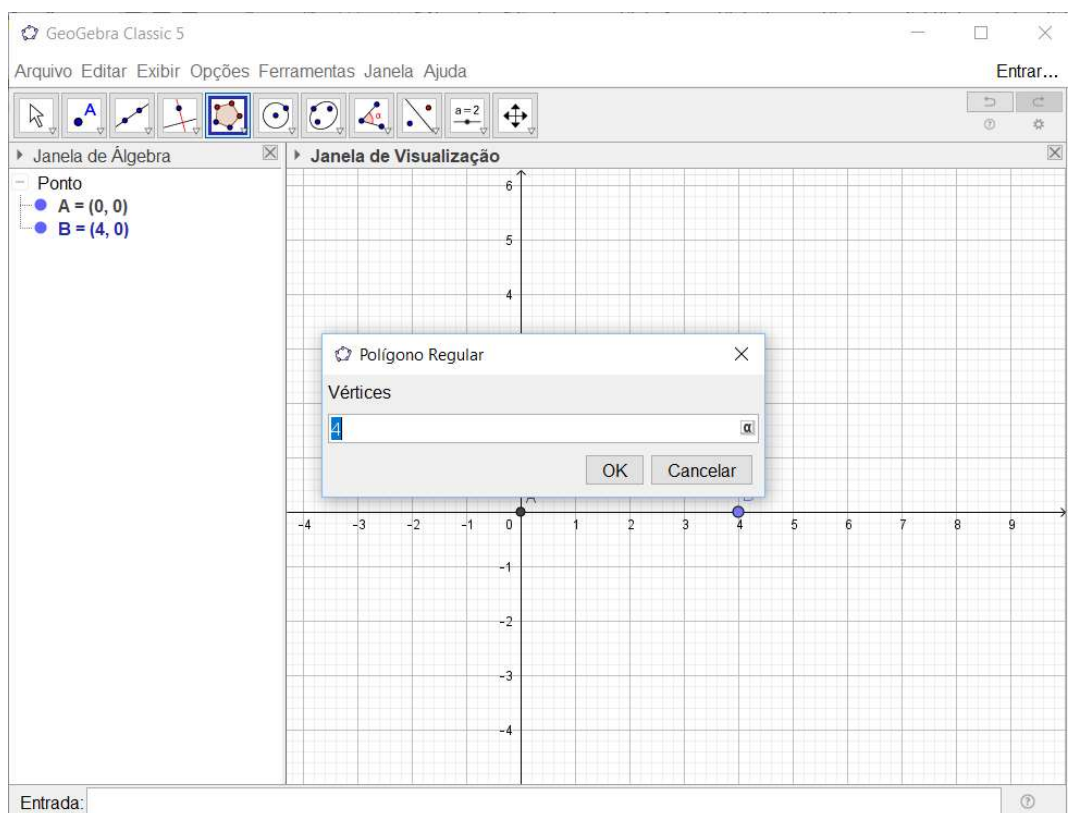 GeoGebra Classic 5
Arquivo Editar Exibir Opções Ferramentas Janela Ajuda Entrar...
A α a=2
Janela de Álgebra
Janela de Visualização
Ponto
A = (0, 0)
B = (4, 0)
6
5
4
Polígono Regular
Vértices
4 α
OK Cancelar
A
-4 -3 -2 -1 0 1 2 3 4 5 6 7 8 9
-1
-2
-3
-4
Entrada: